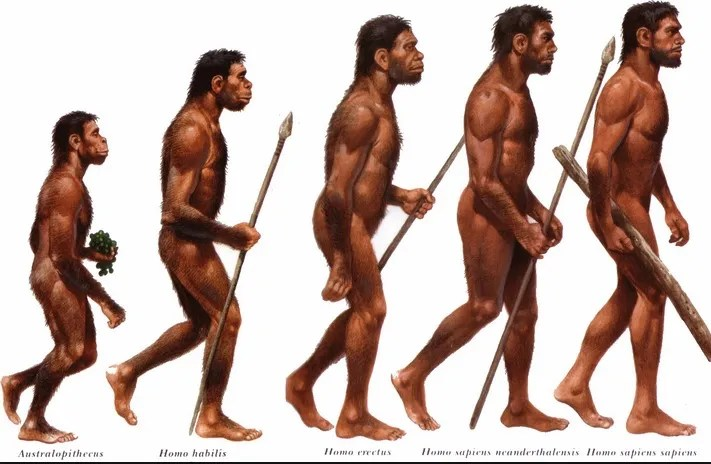 Australopithecus
Homo habilis
Homo erectus
Homo sapiens neanderthalensis
Homo sapiens sapiens